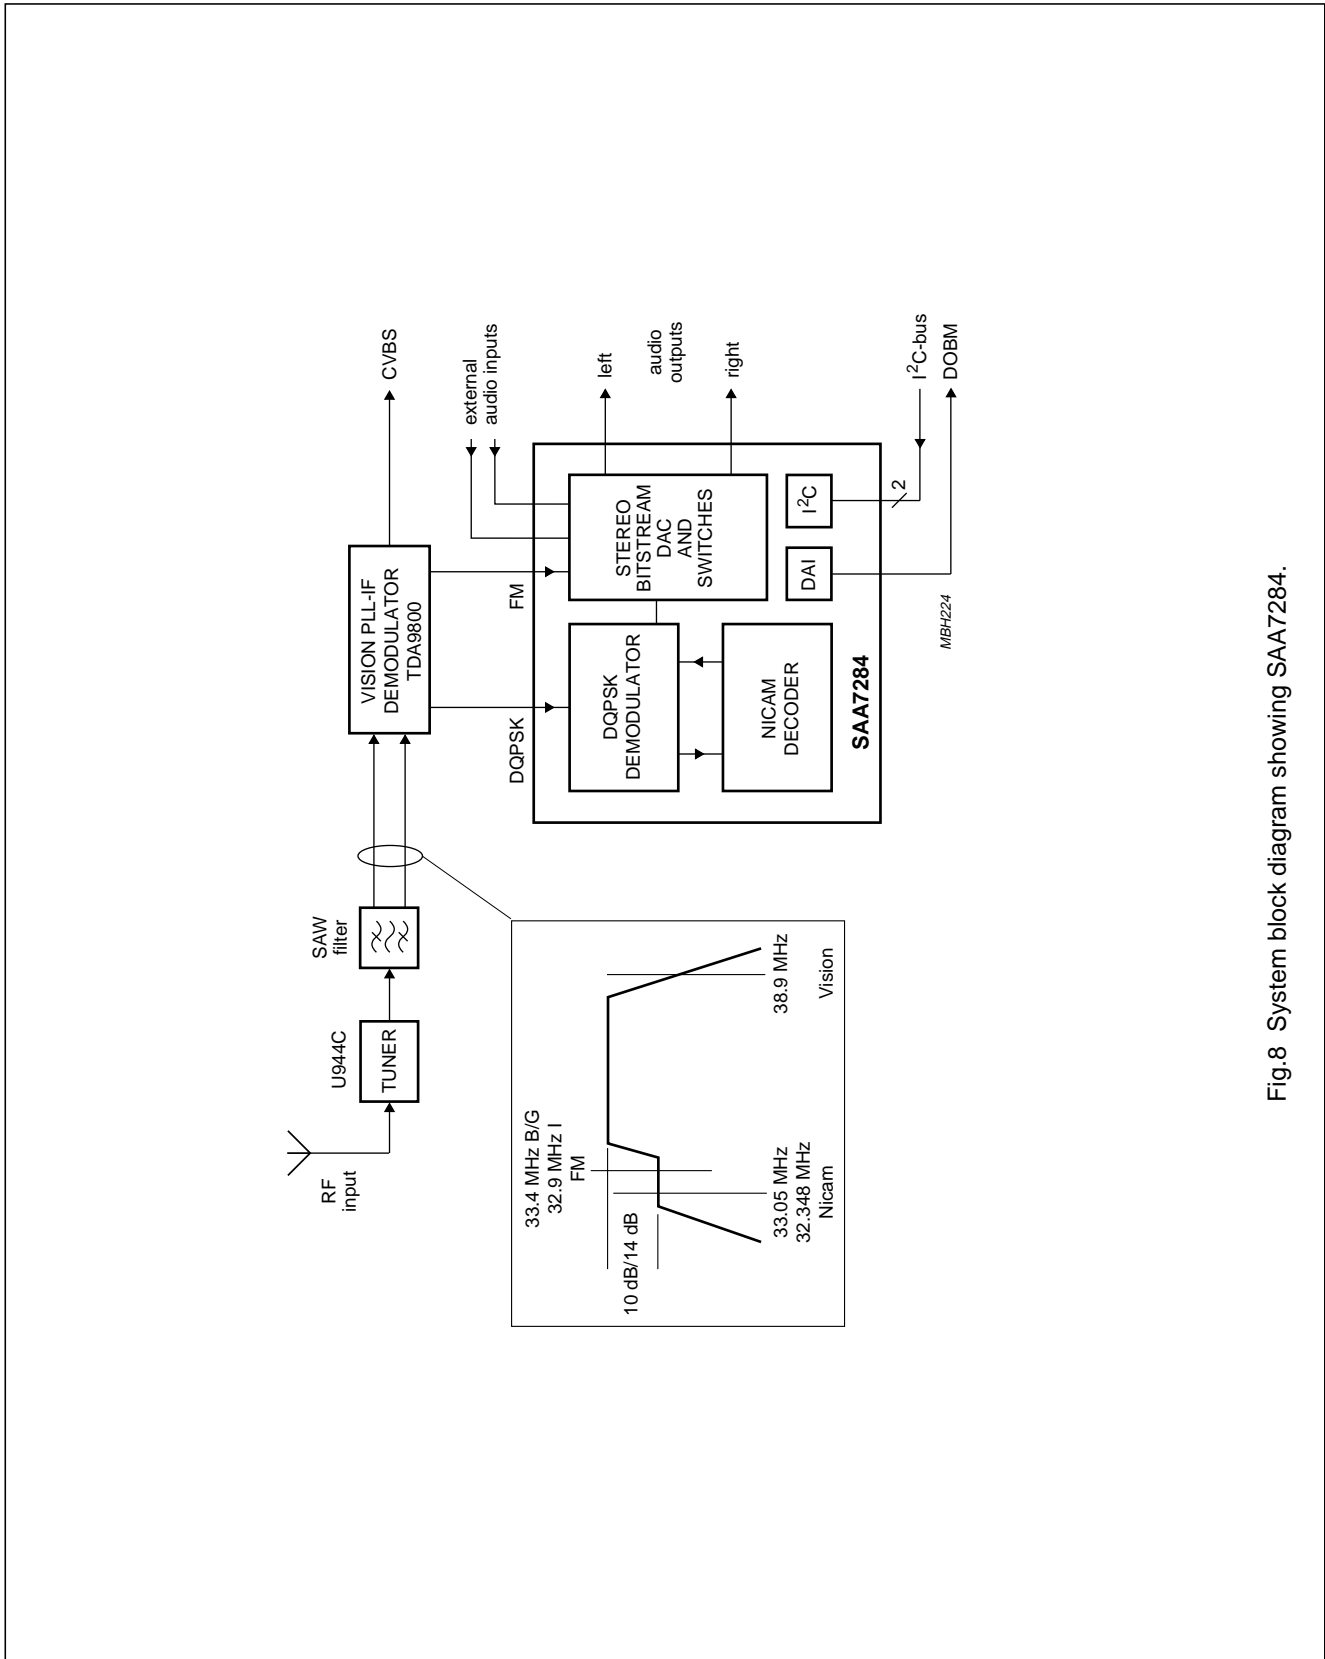 RF
input
U944C
TUNER
SAW
filter
VISION PLL-IF
DEMODULATOR
TDA9800
CVBS
external
audio inputs
DQPSK
FM
DQPSK
DEMODULATOR
STEREO
BITSTREAM
DAC
AND
SWITCHES
left
audio
outputs
right
NICAM
DECODER
DAI
I²C
SAA7284
2
I²C-bus
DOBM
MBH224
33.4 MHz B/G
32.9 MHz I
FM
10 dB/14 dB
33.05 MHz
32.348 MHz
Nicam
38.9 MHz
Vision
Fig.8 System block diagram showing SAA7284.